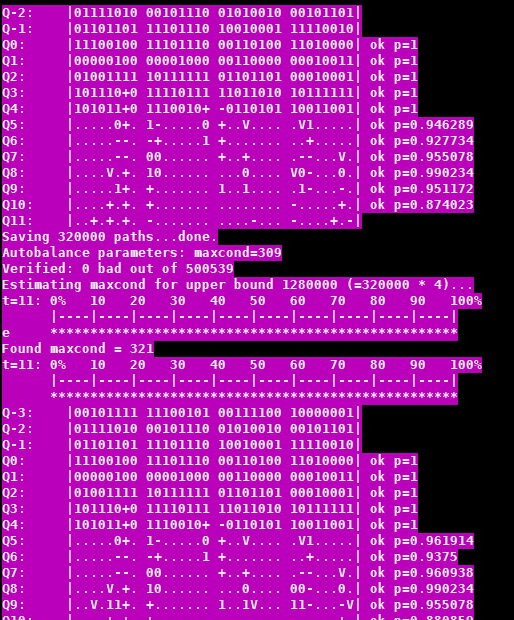 Q-2:    |01111010 00101110 01010010 00101101|
Q-1:    |01101101 11101110 10010001 11110010|
Q0:     |11100100 11101110 00110100 11010000| ok p=1
Q1:     |00000100 00001000 00110000 00010011| ok p=1
Q2:     |01001111 10111111 01101101 00010001| ok p=1
Q3:     |101110+0 11110111 11011010 10111111| ok p=1
Q4:     |101011+0 1110010+ -0110101 10011001| ok p=1
Q5:     |.....0+. 1-.....0 +..V.... .V1.....| ok p=0.946289
Q6:     |.....--. -+.....1 +....... ..+.....| ok p=0.927734
Q7:     |.....--. 00...... +..+.... .--...V.| ok p=0.955078
Q8:     |....V.+. 10...... ...0.... V0-...0.| ok p=0.990234
Q9:     |.....1+. +....... 1..1.... .1-...-.| ok p=0.951172
Q10:    |....+.+. +....... ........ -.....+.| ok p=0.874023
Q11:    |..+.+.+. -....... ....-... -....+.-|
Saving 320000 paths...done.
Autobalance parameters: maxcond=309
Verified: 0 bad out of 500539
Estimating maxcond for upper bound 1280000 (=320000 * 4)...
t=11: 0%   10   20   30   40   50   60   70   80   90   100%
      |----|----|----|----|----|----|----|----|----|----|
e     ***************************************************
Found maxcond = 321
t=11: 0%   10   20   30   40   50   60   70   80   90   100%
      |----|----|----|----|----|----|----|----|----|----|
      ***************************************************
Q-3:    |00101111 11100101 00111100 10000001|
Q-2:    |01111010 00101110 01010010 00101101|
Q-1:    |01101101 11101110 10010001 11110010|
Q0:     |11100100 11101110 00110100 11010000| ok p=1
Q1:     |00000100 00001000 00110000 00010011| ok p=1
Q2:     |01001111 10111111 01101101 00010001| ok p=1
Q3:     |101110+0 11110111 11011010 10111111| ok p=1
Q4:     |101011+0 1110010+ -0110101 10011001| ok p=1
Q5:     |.....0+. 1-.....0 +..V.... .V1.....| ok p=0.961914
Q6:     |.....--. -+.....1 +....... ..+.....| ok p=0.9375
Q7:     |.....--. 00...... +..+.... .--...V.| ok p=0.960938
Q8:     |....V.+. 10...... ...0.... 00-...0.| ok p=0.990234
Q9:     |..V.11+. +....... 1..1V... 11-...-V| ok p=0.955078